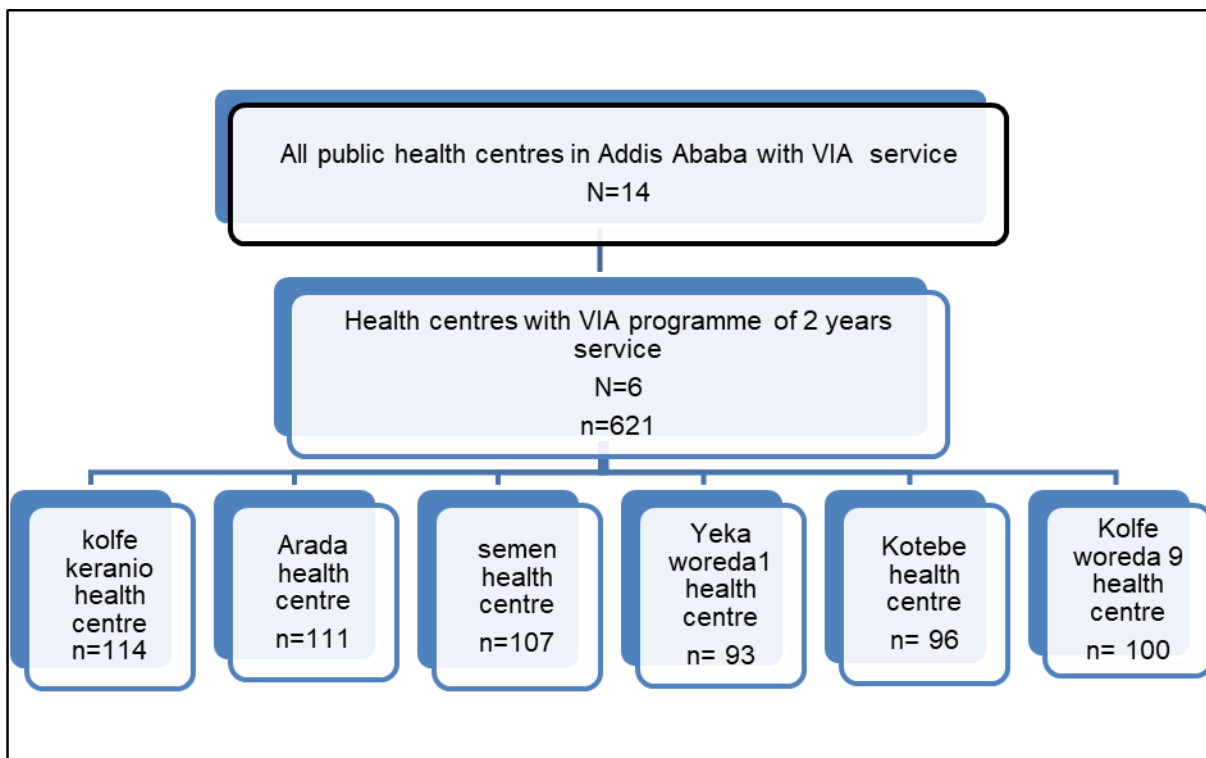 All public health centres in Addis Ababa with VIA service
N=14
Health centres with VIA programme of 2 years
service
N=6
n=621
kolfe
keranio
health
centre
n=114
Arada
health
centre
n=111
semen
health
centre
n=107
Yeka
woreda1
health
centre
n= 93
Kotebe
health
centre
n= 96
Kolfe
woreda 9
health
centre
n= 100